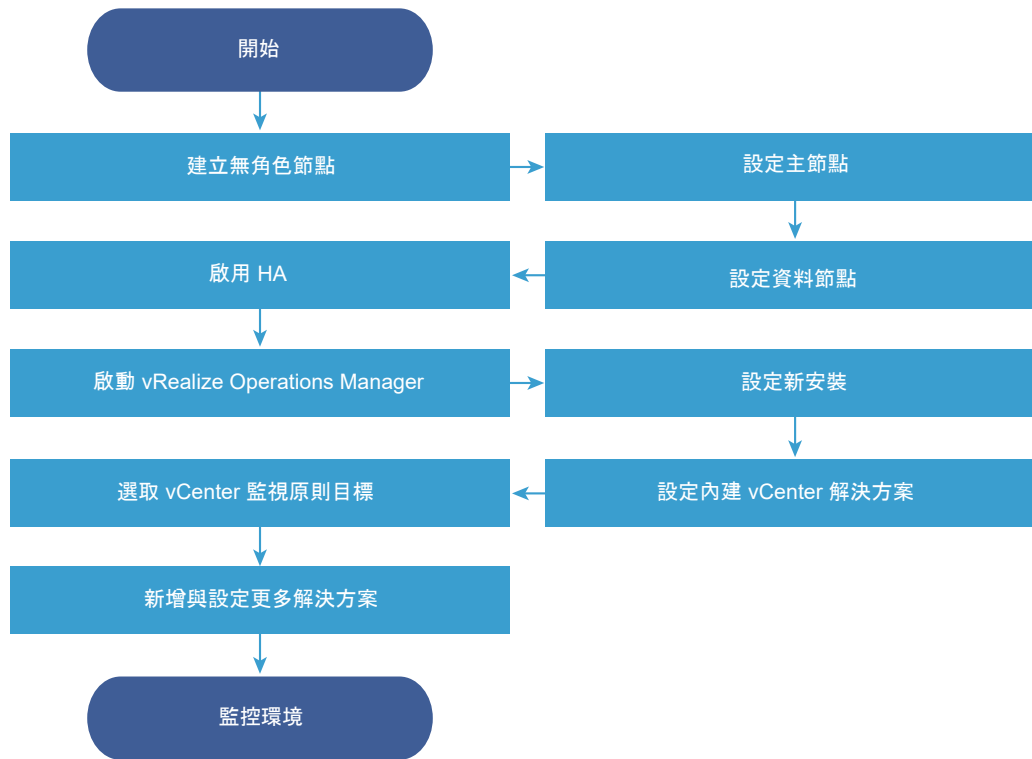 開始
建立無角色節點
設定主節點
啟用 HA
設定資料節點
啟動 vRealize Operations Manager
設定新安裝
選取 vCenter 監視原則目標
設定內建 vCenter 解決方案
新增與設定更多解決方案
監控環境